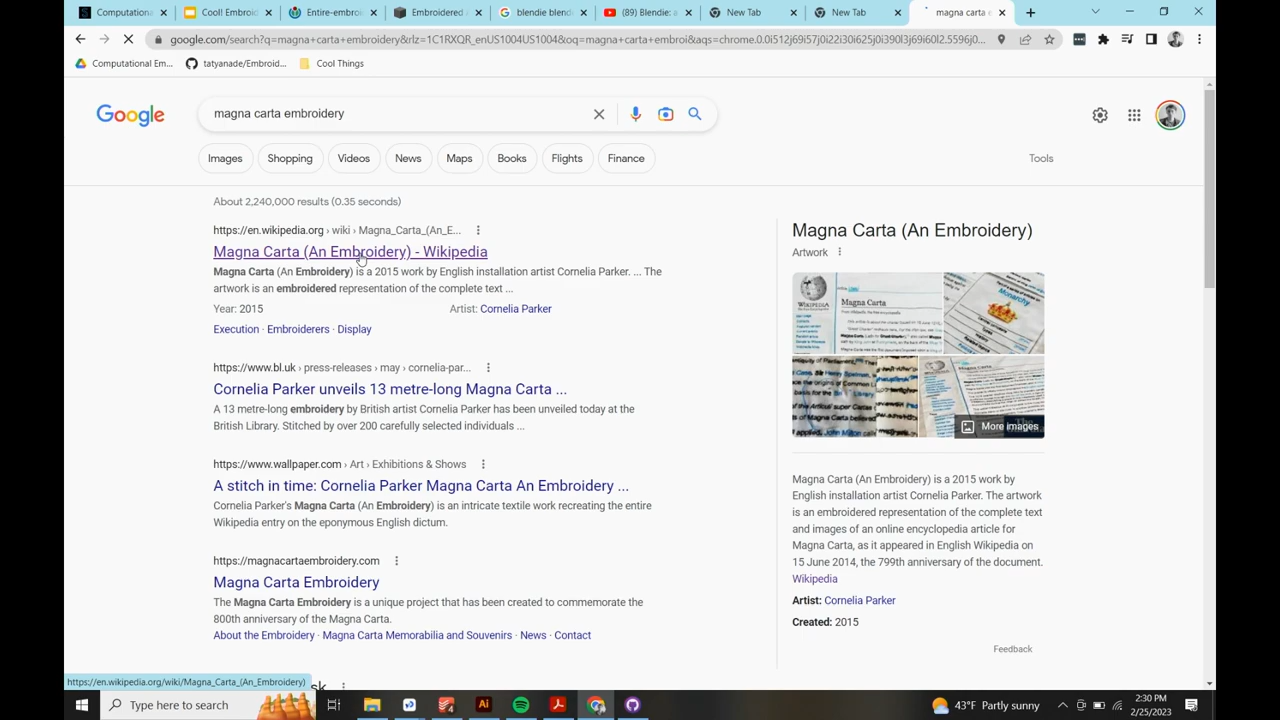 Computational
Cool! Embroid
Entire-embroi
Embroidered
blendie blend
(89) Blendie: a
New Tab
New Tab
magna carta e
google.com/search?q=magna+carta+embroidery&rlz=1C1RXQR_enUS1004US1004&oq=magna+carta+embroi&aqs=chrome.0.0i512j69i57j0i22i30i625j0i390l3j69i60l2.5596j0...
Computational Em...
tatyanade/Embroid...
Cool Things
Google
magna carta embroidery
Images
Shopping
Videos
News
Maps
Books
Flights
Finance
Tools
About 2,240,000 results (0.35 seconds)
https://en.wikipedia.org › wiki › Magna_Carta_(An_E...
Magna Carta (An Embroidery) - Wikipedia
Magna Carta (An Embroidery) is a 2015 work by English installation artist Cornelia Parker. ... The
artwork is an embroidered representation of the complete text ...
Year: 2015
Artist: Cornelia Parker
Execution · Embroiderers · Display
https://www.bl.uk › press-releases › may › cornelia-par...
Cornelia Parker unveils 13 metre-long Magna Carta ...
A 13 metre-long embroidery by British artist Cornelia Parker has been unveiled today at the
British Library. Stitched by over 200 carefully selected individuals ...
https://www.wallpaper.com › Art › Exhibitions & Shows
A stitch in time: Cornelia Parker Magna Carta An Embroidery ...
Cornelia Parker's Magna Carta (An Embroidery) is an intricate textile work recreating the entire
Wikipedia entry on the eponymous English dictum.
https://magnacartaembroidery.com
Magna Carta Embroidery
The Magna Carta Embroidery is a unique project that has been created to commemorate the
800th anniversary of the Magna Carta.
About the Embroidery · Magna Carta Memorabilia and Souvenirs · News · Contact
Magna Carta (An Embroidery)
Artwork
WIKIPEDIA
Magna Carta
Monarchy
More images
Magna Carta (An Embroidery) is a 2015 work by
English installation artist Cornelia Parker. The artwork
is an embroidered representation of the complete text
and images of an online encyclopedia article for
Magna Carta, as it appeared in English Wikipedia on
15 June 2014, the 799th anniversary of the document.
Wikipedia
Artist: Cornelia Parker
Created: 2015
Feedback
https://en.wikipedia.org/wiki/Magna_Carta_(An_Embroidery)
Type here to search
43°F Partly sunny
2:30 PM
2/25/2023